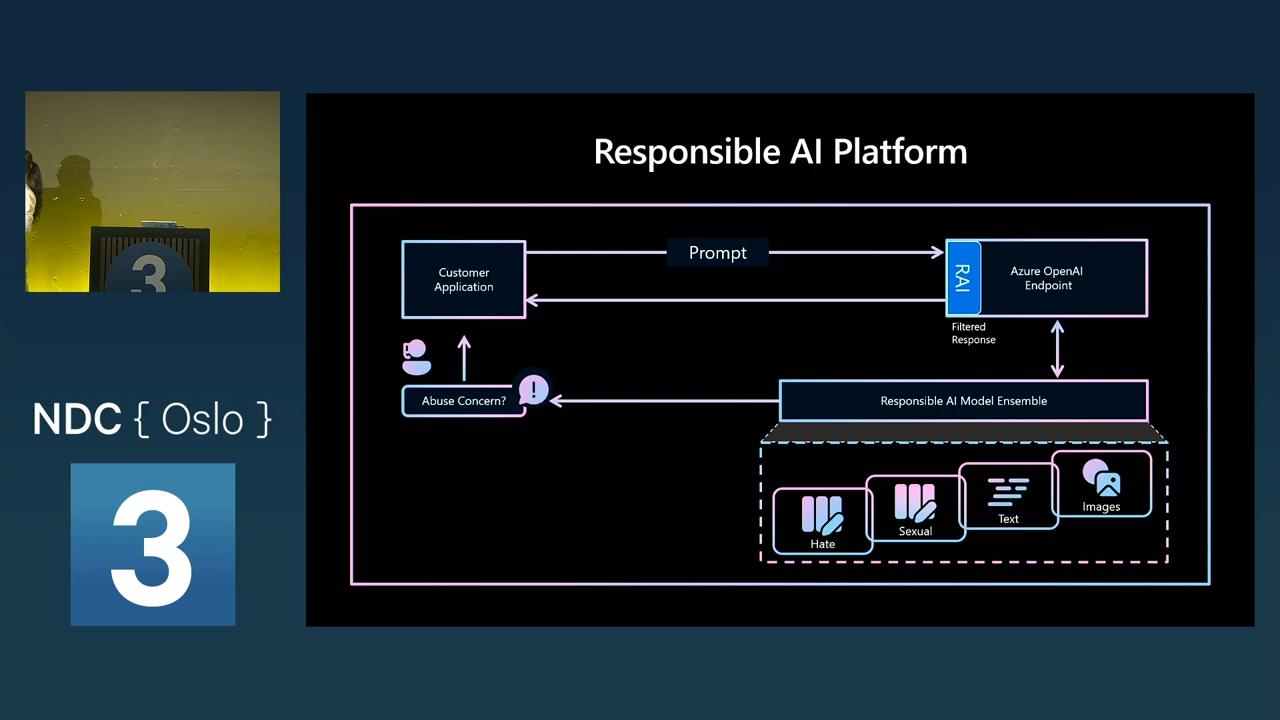 Responsible AI Platform
Customer
Application
Prompt
RAI
Azure OpenAI
Endpoint
Filtered
Response
Abuse Concern?
!
Responsible AI Model Ensemble
Hate
Sexual
Text
Images
3
NDC { Oslo }
3